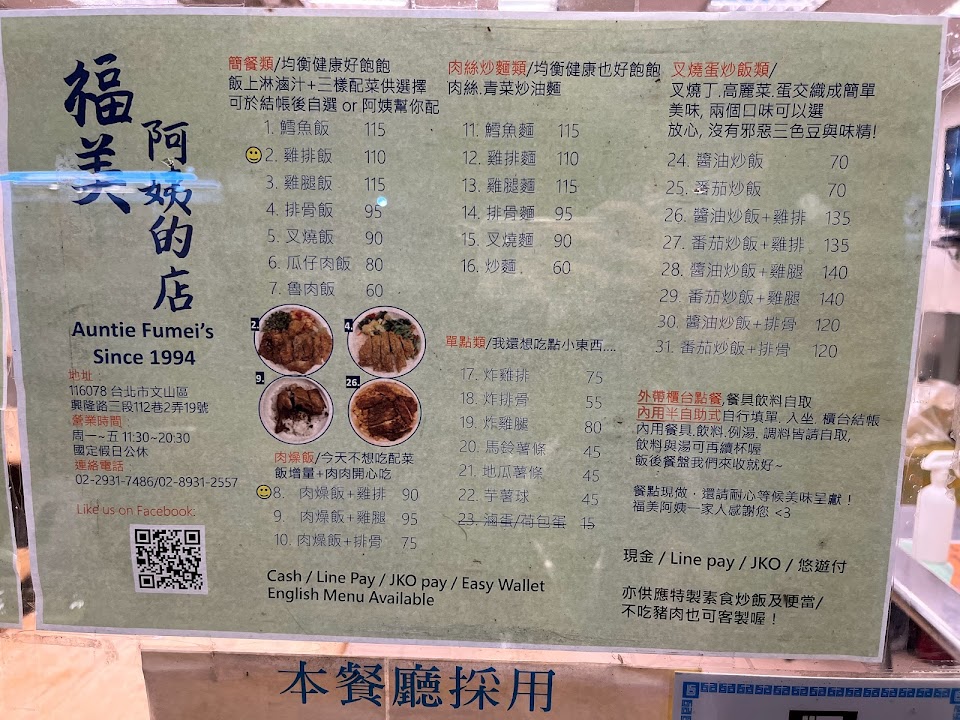 福美
阿姨的店
Auntie Fumei's
Since 1994
地址
116078 台北市文山區
興隆路三段112巷2弄19號
營業時間：
周一~五 11:30~20:30
國定假日公休
連絡電話
02-2931-7486/02-8931-2557
Like us on Facebook:
簡餐類/均衡健康好飽飽
飯上淋滷汁+三樣配菜供選擇
可於結帳後自選 or 阿姨幫你配
1. 鱈魚飯 115
2. 雞排飯 110
3. 雞腿飯 115
4. 排骨飯 95
5. 叉燒飯 90
6. 瓜仔肉飯 80
7. 魯肉飯 60
2.
4.
9.
26.
肉燥飯/今天不想吃配菜
飯增量+肉肉開心吃
8. 肉燥飯+雞排 90
9. 肉燥飯+雞腿 95
10. 肉燥飯+排骨 75
肉絲炒麵類/均衡健康也好飽飽
肉絲.青菜炒油麵
11. 鱈魚麵 115
12. 雞排麵 110
13. 雞腿麵 115
14. 排骨麵 95
15. 叉燒麵 90
16. 炒麵 60
單點類/我還想吃點小東西....
17. 炸雞排 75
18. 炸排骨 55
19. 炸雞腿 80
20. 馬鈴薯條 45
21. 地瓜薯條 45
22. 芋薯球 45
23. 滷蛋/荷包蛋 15
Cash / Line Pay / JKO pay / Easy Wallet
English Menu Available
叉燒蛋炒飯類/
叉燒丁.高麗菜.蛋交織成簡單
美味, 兩個口味可以選
放心, 沒有邪惡三色豆與味精!
24. 醬油炒飯 70
25. 番茄炒飯 70
26. 醬油炒飯+雞排 135
27. 番茄炒飯+雞排 135
28. 醬油炒飯+雞腿 140
29. 番茄炒飯+雞腿 140
30. 醬油炒飯+排骨 120
31. 番茄炒飯+排骨 120
外帶櫃台點餐,餐具飲料自取
內用半自助式自行填單. 入坐. 櫃台結帳
內用餐具.飲料.例湯, 調料皆請自取,
飲料與湯可再續杯喔
飯後餐盤我們來收就好~
餐點現做，還請耐心等候美味呈獻！
福美阿姨一家人感謝您 <3
現金 / Line pay / JKO / 悠遊付
亦供應特製素食炒飯及便當/
不吃豬肉也可客製喔！
本餐廳採用